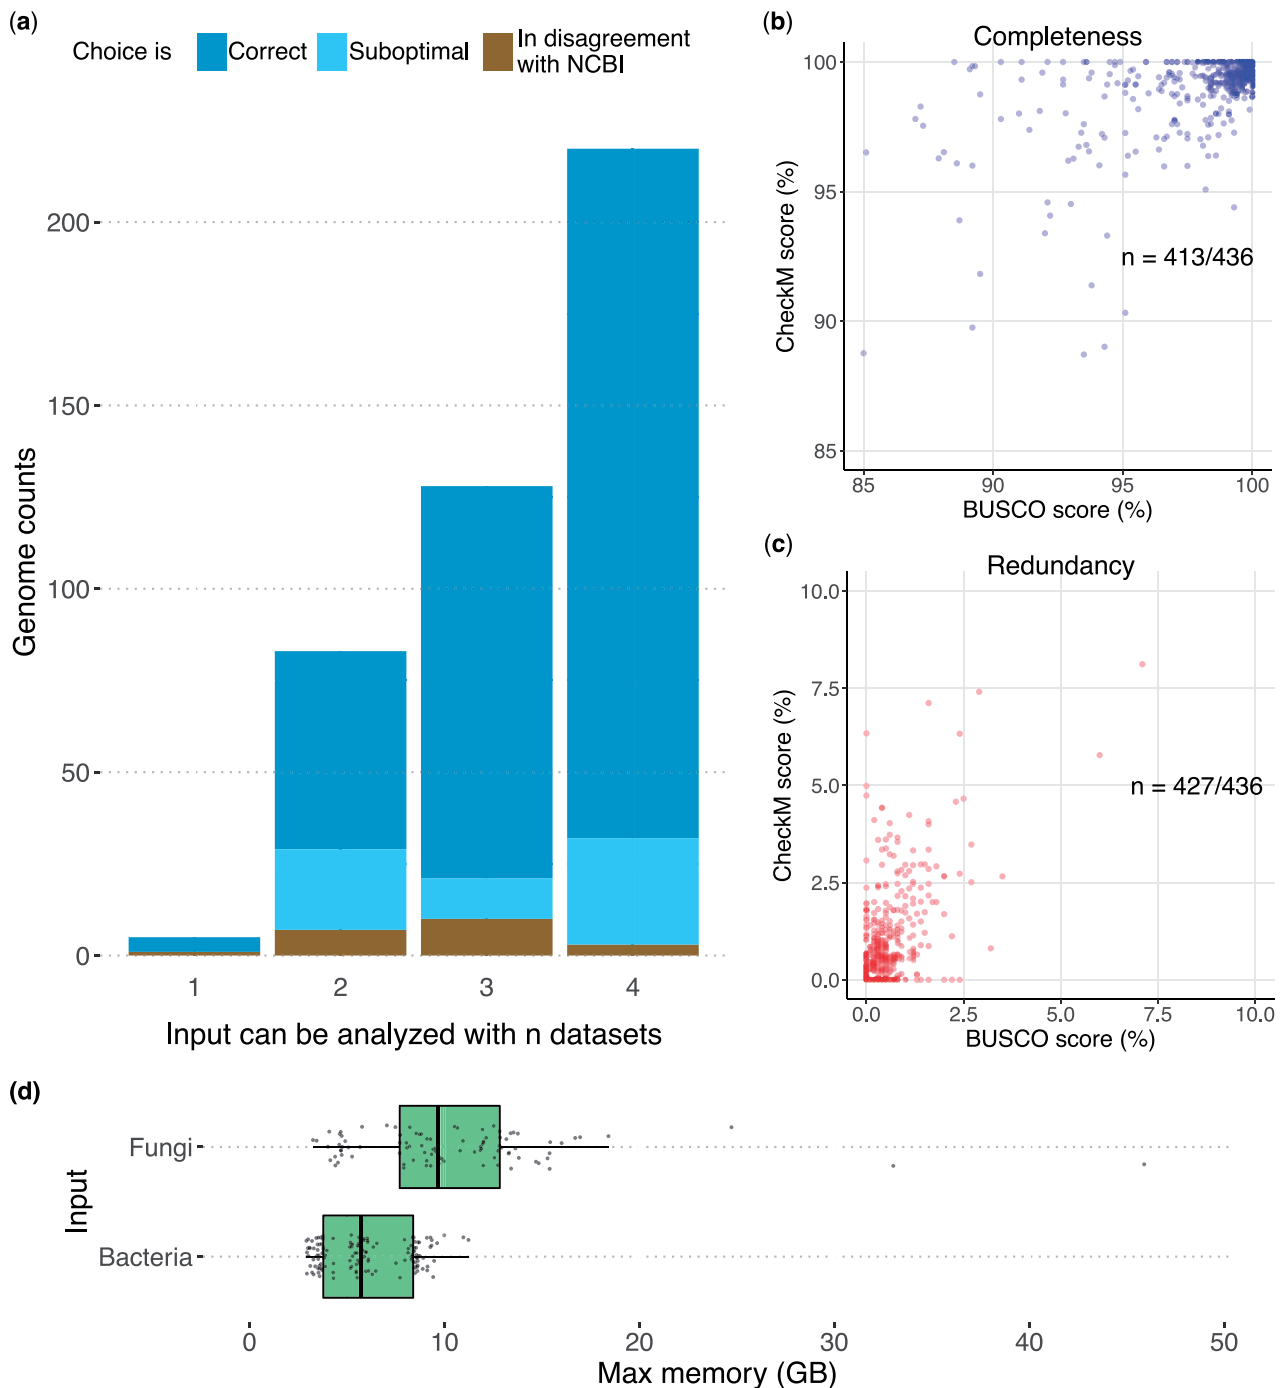 (a)
Choice is
Correct
Suboptimal
In disagreement
with NCBI
200
150
100
50
0
Genome counts
1 2 3 4
Input can be analyzed with n datasets
(b)
Completeness
100
95
90
85
CheckM score (%)
n = 413/436
85 90 95 100
BUSCO score (%)
(c)
Redundancy
10.0
7.5
5.0
2.5
0.0
CheckM score (%)
n = 427/436
0.0 2.5 5.0 7.5 10.0
BUSCO score (%)
(d)
Fungi
Bacteria
Input
0 10 20 30 40 50
Max memory (GB)